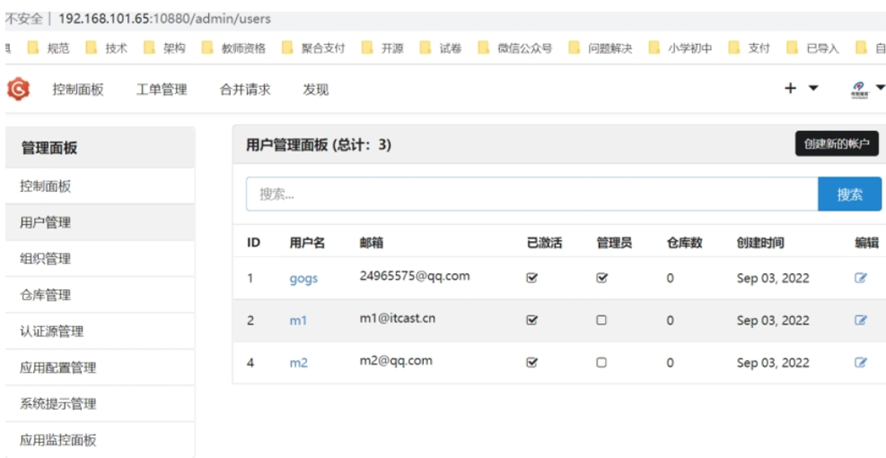 不安全 | 192.168.101.65:10880/admin/users
规范 技术 架构 教师资格 聚合支付 开源 试卷 微信公众号 问题解决 小学初中 支付 已导入 自
控制面板 工单管理 合并请求 发现
管理面板
控制面板
用户管理
组织管理
仓库管理
认证源管理
应用配置管理
系统提示管理
应用监控面板
用户管理面板 (总计：3) 创建新的帐户
搜索... 搜索
ID 用户名 邮箱 已激活 管理员 仓库数 创建时间 编辑
1 gogs 24965575@qq.com 0 Sep 03, 2022
2 m1 m1@itcast.cn 0 Sep 03, 2022
4 m2 m2@qq.com 0 Sep 03, 2022